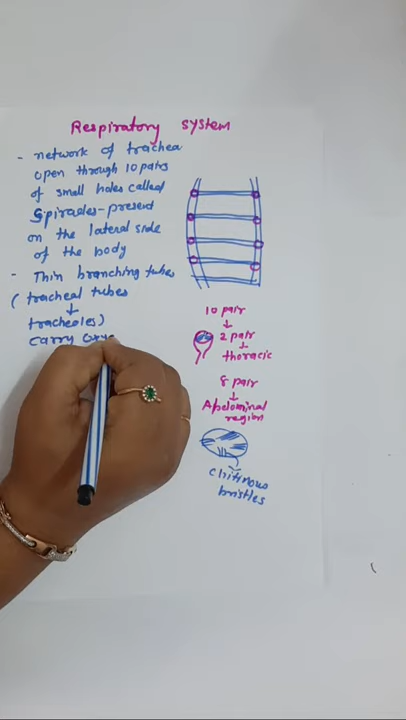 Respiratory system
- network of trachea
open through 10 pairs
of small holes called
Spiracles - present
on the lateral side
of the body
- Thin branching tubes
( tracheal tubes
↓
tracheoles)
carry
10 pair
↓
2 pair
↓
thoracic
8 pair
↓
Abdominal
region
chitinous
bristles